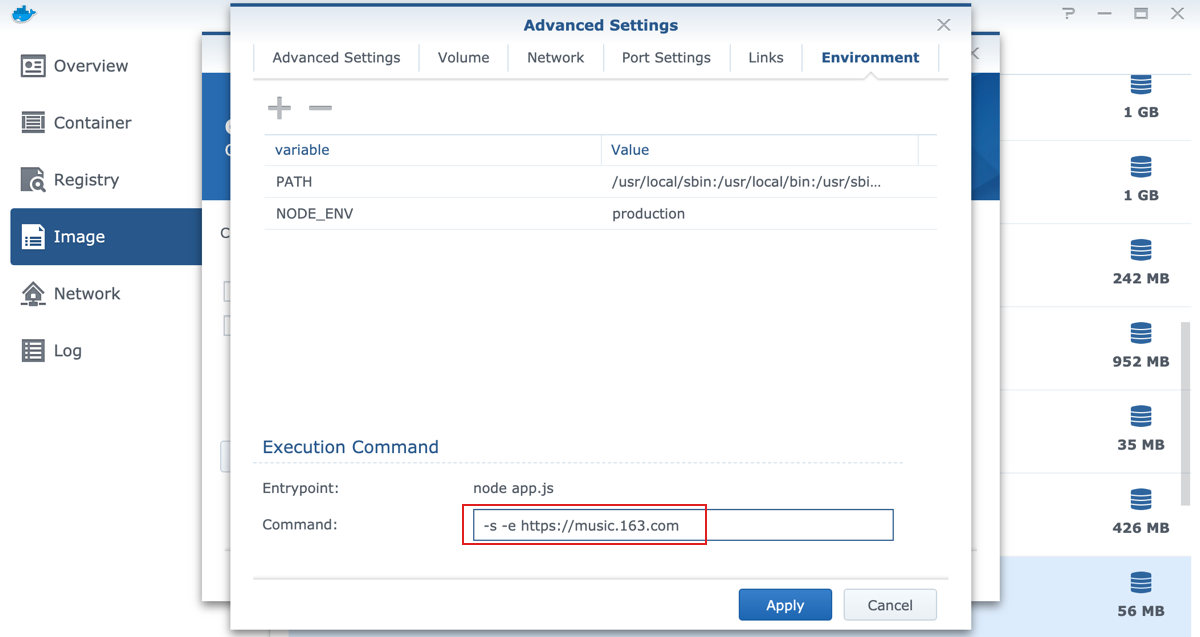 Advanced Settings
Advanced Settings Volume Network Port Settings Links Environment
Overview
Container
Registry
Image
Network
Log
variable Value
PATH /usr/local/sbin:/usr/local/bin:/usr/sbi...
NODE_ENV production
Execution Command
Entrypoint: node app.js
Command: -s -e https://music.163.com
Apply Cancel
1 GB
1 GB
242 MB
952 MB
35 MB
426 MB
56 MB